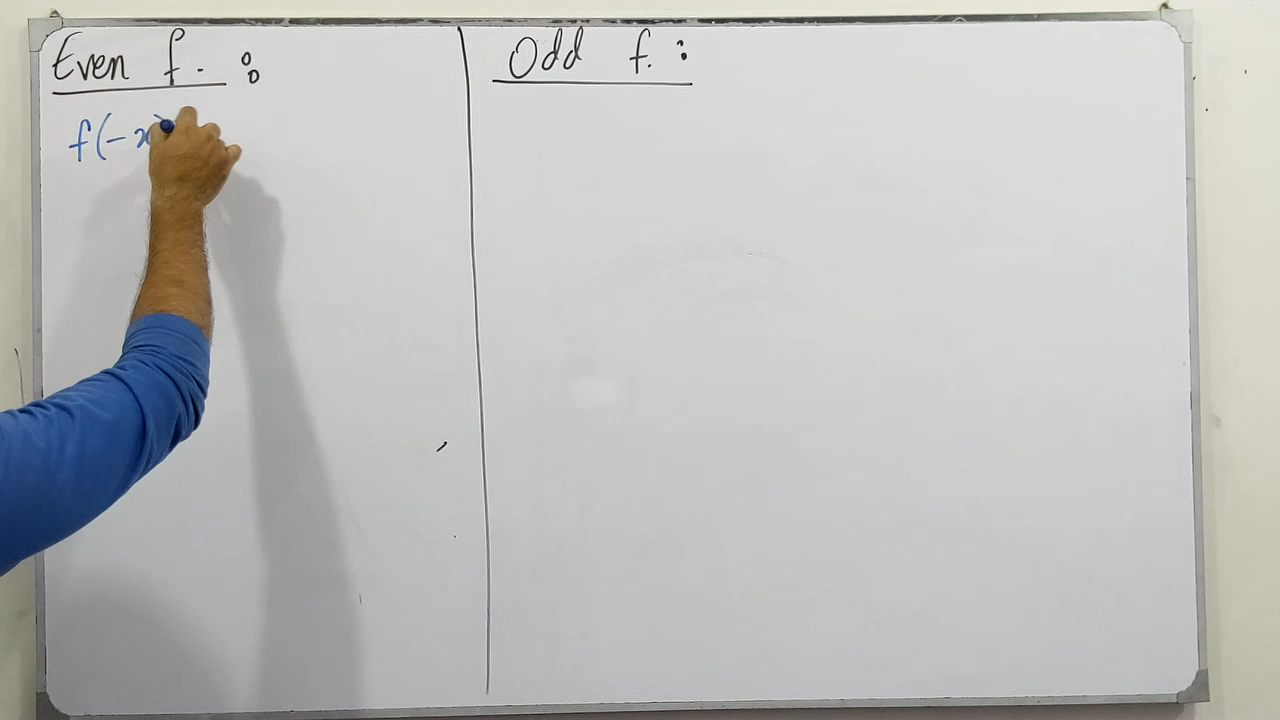 Even f. :
f(-x)
Odd f. :